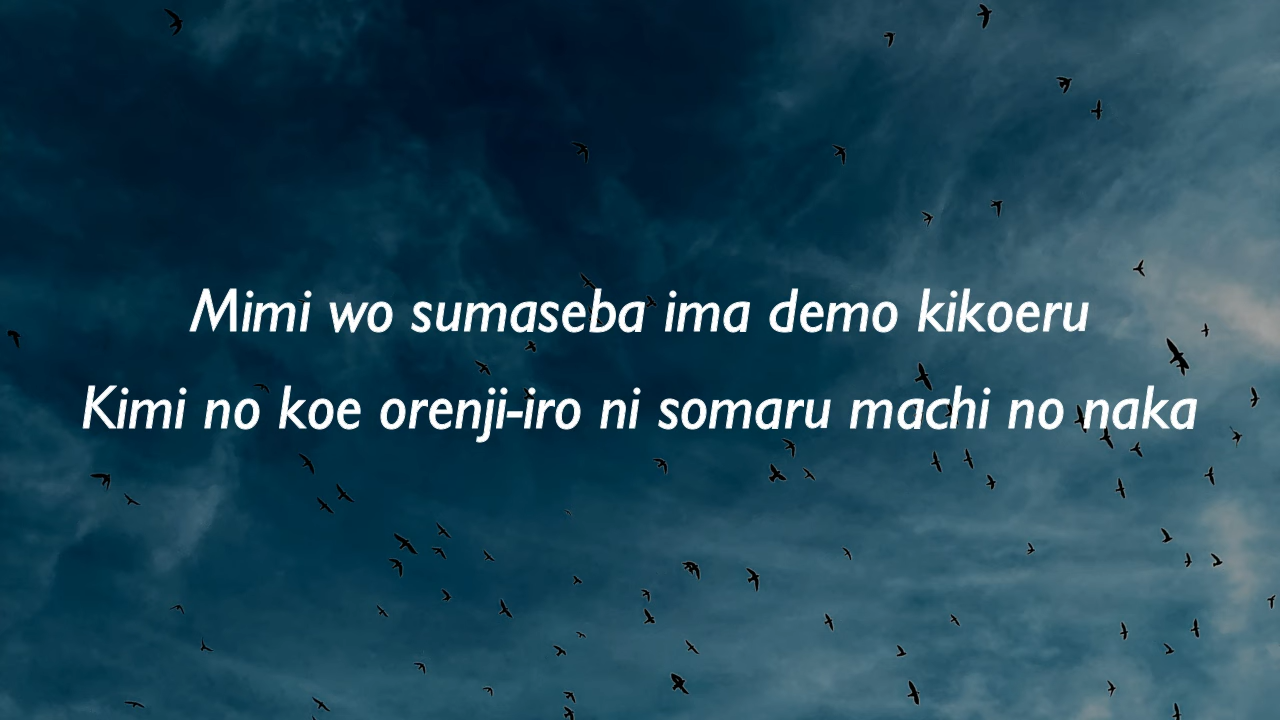 Mimi wo sumaseba ima demo kikoeru
Kimi no koe orenji-iro ni somaru machi no naka